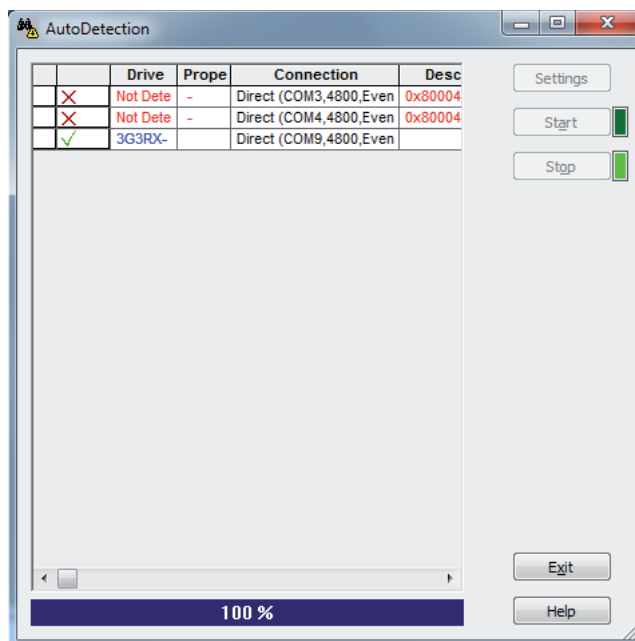 AutoDetection
Drive Prope Connection Desc
Not Dete - Direct (COM3,4800,Even 0x80004
Not Dete - Direct (COM4,4800,Even 0x80004
3G3RX- Direct (COM9,4800,Even
Settings
Start
Stop
Exit
100 %
Help